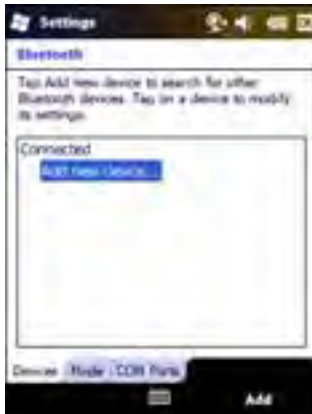 Settings
Bluetooth
Tap Add new device to search for other
Bluetooth devices. Tap on a device to modify
its settings.
Connected
Add new device...
Devices Mode COM Ports
Add